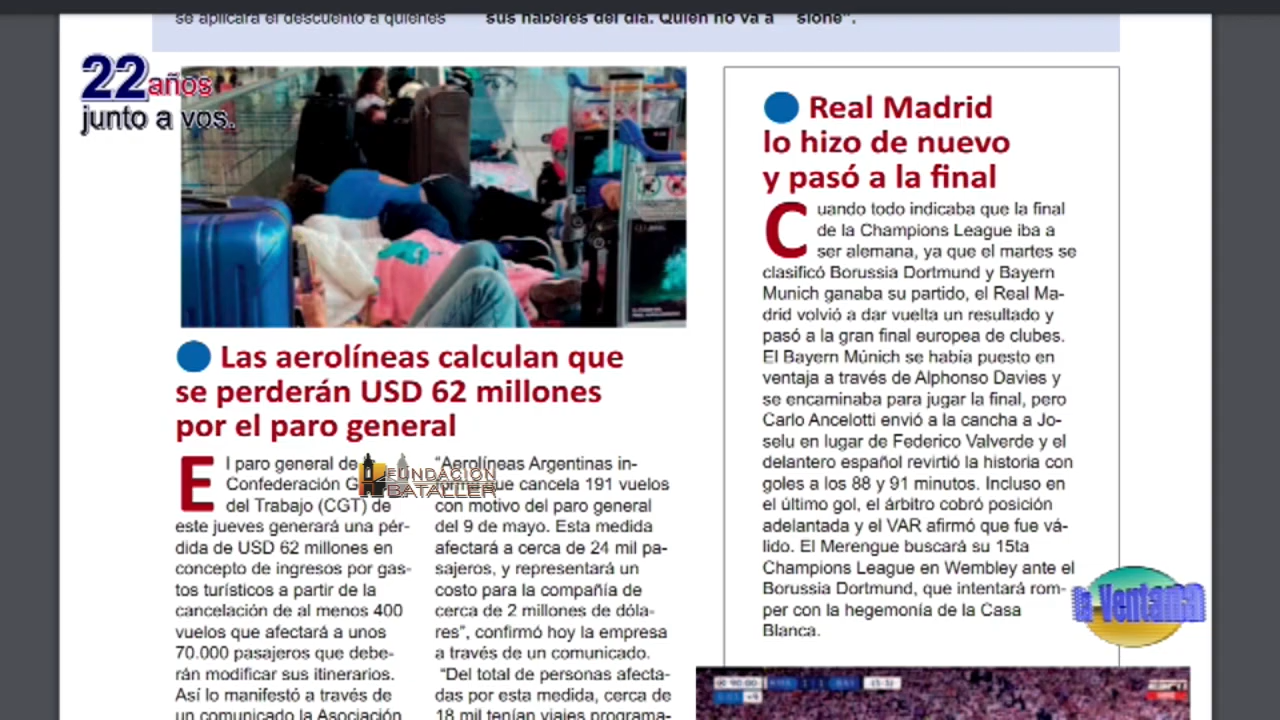 se aplicará el descuento a quienes
sus haberes del día. Quien no va a
sione".
22años
junto a vos.
Las aerolíneas calculan que
se perderán USD 62 millones
por el paro general
El paro general de
Confederación G
del Trabajo (CGT) de
este jueves generará una pér-
dida de USD 62 millones en
concepto de ingresos por gas-
tos turísticos a partir de la
cancelación de al menos 400
vuelos que afectará a unos
70.000 pasajeros que debe-
rán modificar sus itinerarios.
Así lo manifestó a través de
un comunicado la Asociación
"Aerolíneas Argentinas in-
que cancela 191 vuelos
con motivo del paro general
del 9 de mayo. Esta medida
afectará a cerca de 24 mil pa-
sajeros, y representará un
costo para la compañía de
cerca de 2 millones de dóla-
res", confirmó hoy la empresa
a través de un comunicado.
"Del total de personas afecta-
das por esta medida, cerca de
18 mil tenían viajes programa-
FUNDACIÓN
BATALLER
Real Madrid
lo hizo de nuevo
y pasó a la final
Cuando todo indicaba que la final
de la Champions League iba a
ser alemana, ya que el martes se
clasificó Borussia Dortmund y Bayern
Munich ganaba su partido, el Real Ma-
drid volvió a dar vuelta un resultado y
pasó a la gran final europea de clubes.
El Bayern Múnich se había puesto en
ventaja a través de Alphonso Davies y
se encaminaba para jugar la final, pero
Carlo Ancelotti envió a la cancha a Jo-
selu en lugar de Federico Valverde y el
delantero español revirtió la historia con
goles a los 88 y 91 minutos. Incluso en
el último gol, el árbitro cobró posición
adelantada y el VAR afirmó que fue vá-
lido. El Merengue buscará su 15ta
Champions League en Wembley ante el
Borussia Dortmund, que intentará rom-
per con la hegemonía de la Casa
Blanca.
la Ventana
90:00
ESPN